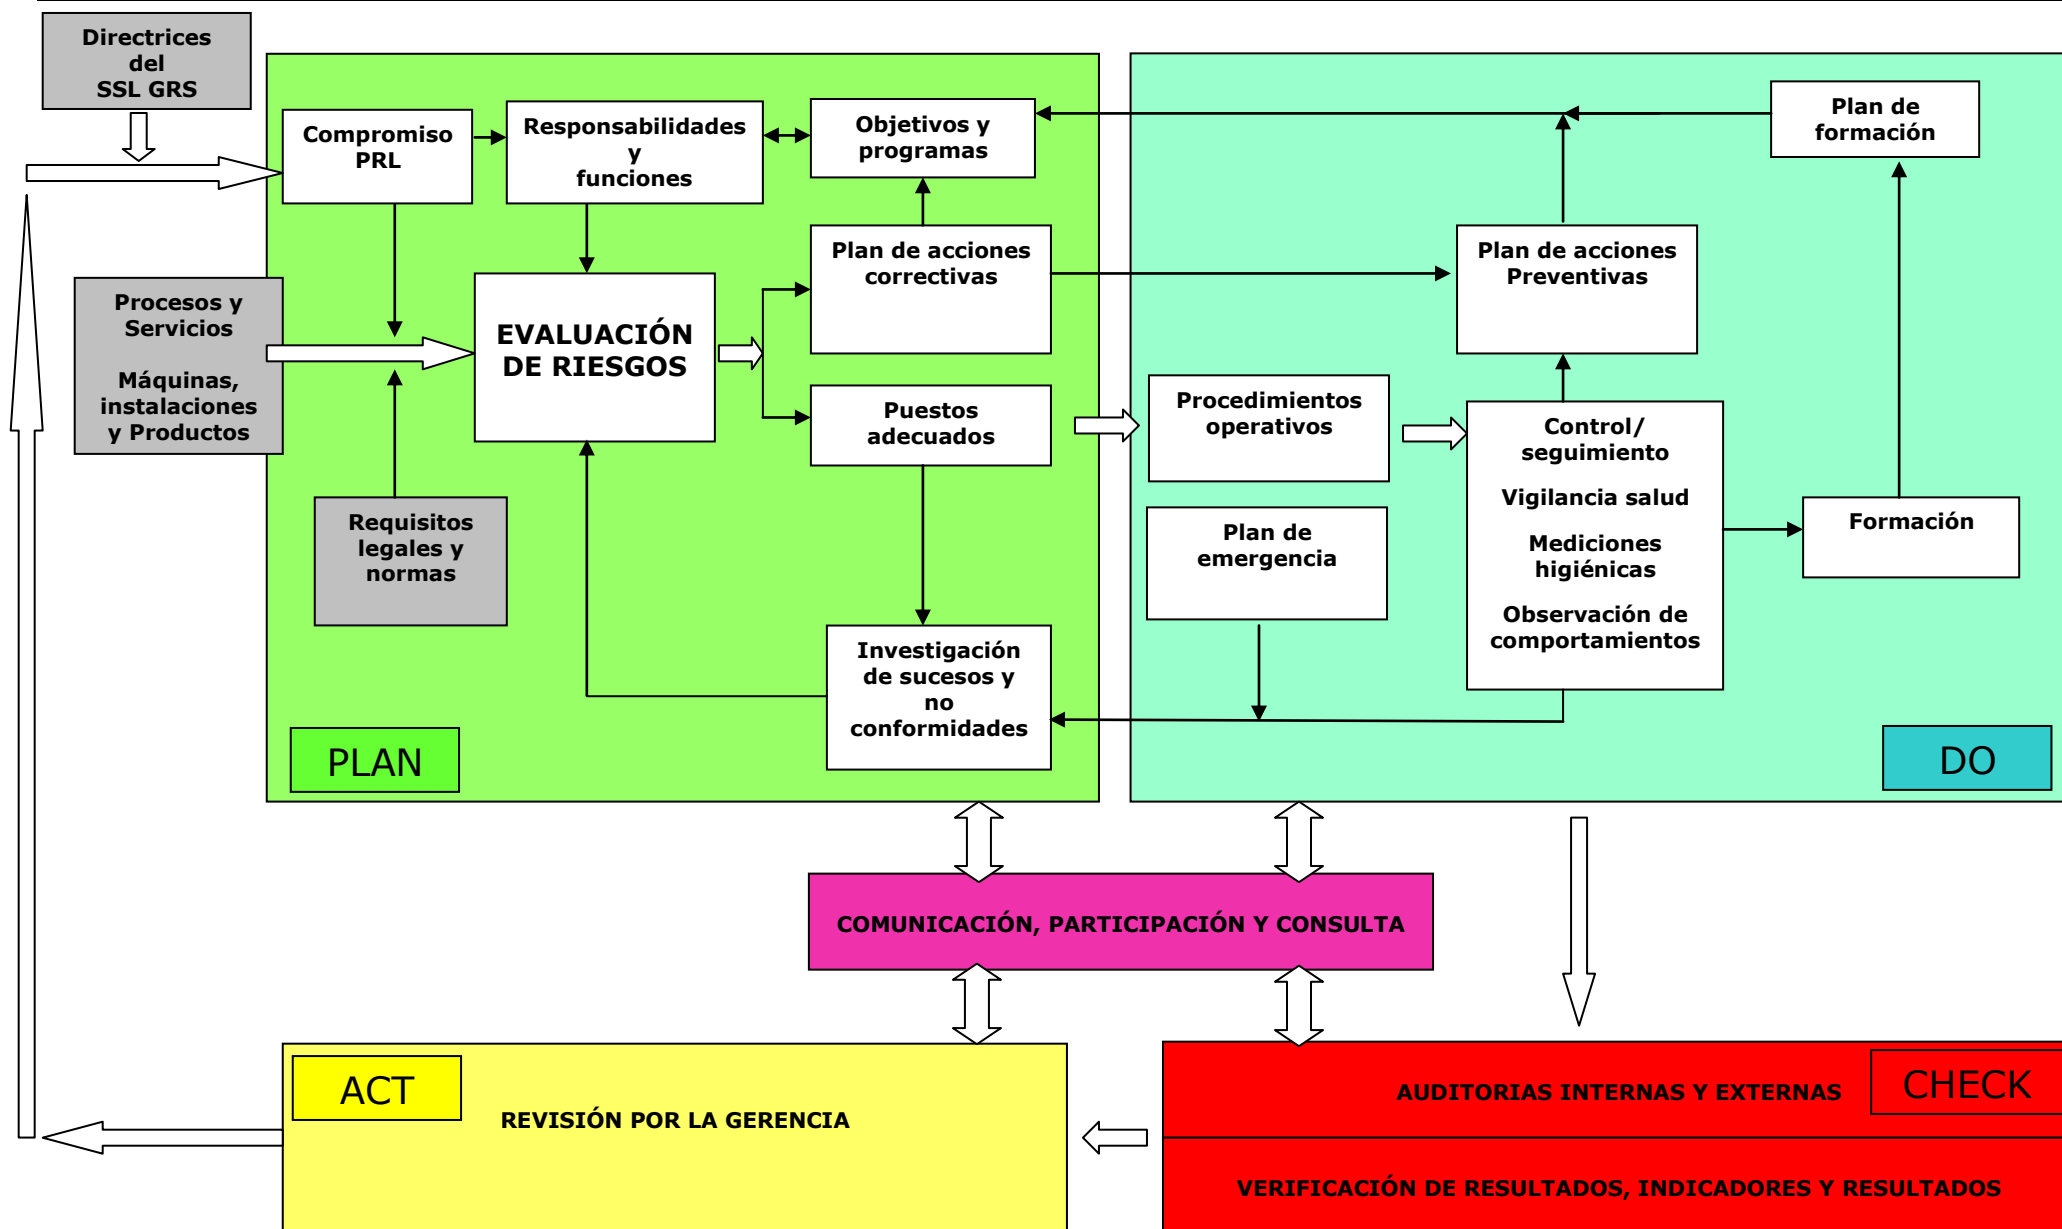 Directrices
del
SSL GRS
Compromiso
PRL
Responsabilidades
y
funciones
Objetivos y
programas
Plan de
formación
Plan de acciones
correctivas
Plan de acciones
Preventivas
Procesos y
Servicios
Máquinas,
instalaciones
y Productos
EVALUACIÓN
DE RIESGOS
Puestos
adecuados
Procedimientos
operativos
Control/
seguimiento
Vigilancia salud
Mediciones
higiénicas
Observación de
comportamientos
Requisitos
legales y
normas
Plan de
emergencia
Formación
Investigación
de sucesos y
no
conformidades
PLAN
DO
COMUNICACIÓN, PARTICIPACIÓN Y CONSULTA
ACT
REVISIÓN POR LA GERENCIA
AUDITORIAS INTERNAS Y EXTERNAS
CHECK
VERIFICACIÓN DE RESULTADOS, INDICADORES Y RESULTADOS